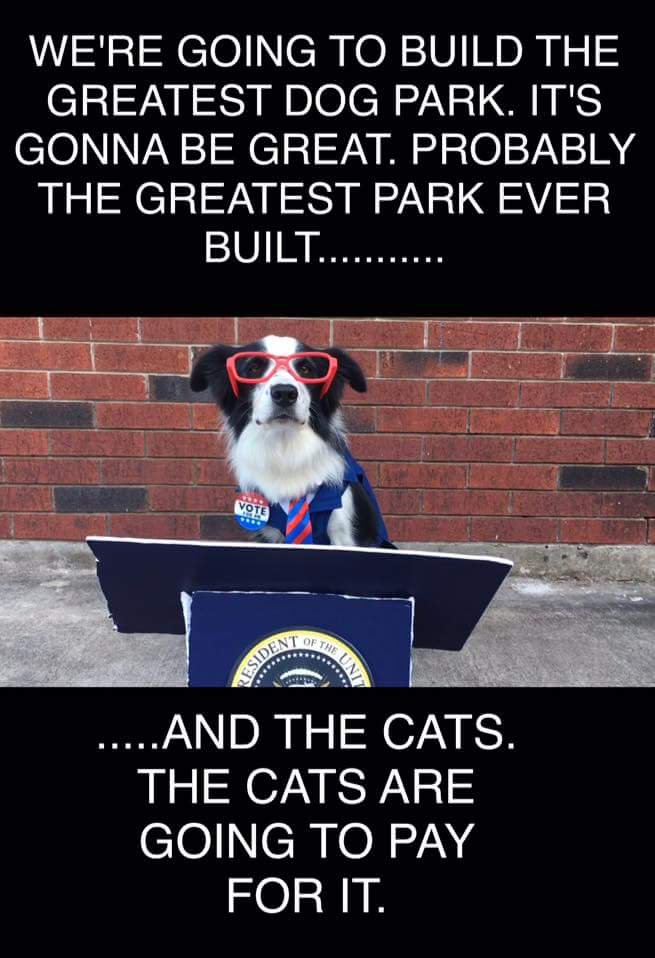 WE'RE GOING TO BUILD THE
GREATEST DOG PARK. IT'S
GONNA BE GREAT. PROBABLY
THE GREATEST PARK EVER
BUILT...........
VOTE
RESIDENT OF THE UNIT
.....AND THE CATS.
THE CATS ARE
GOING TO PAY
FOR IT.